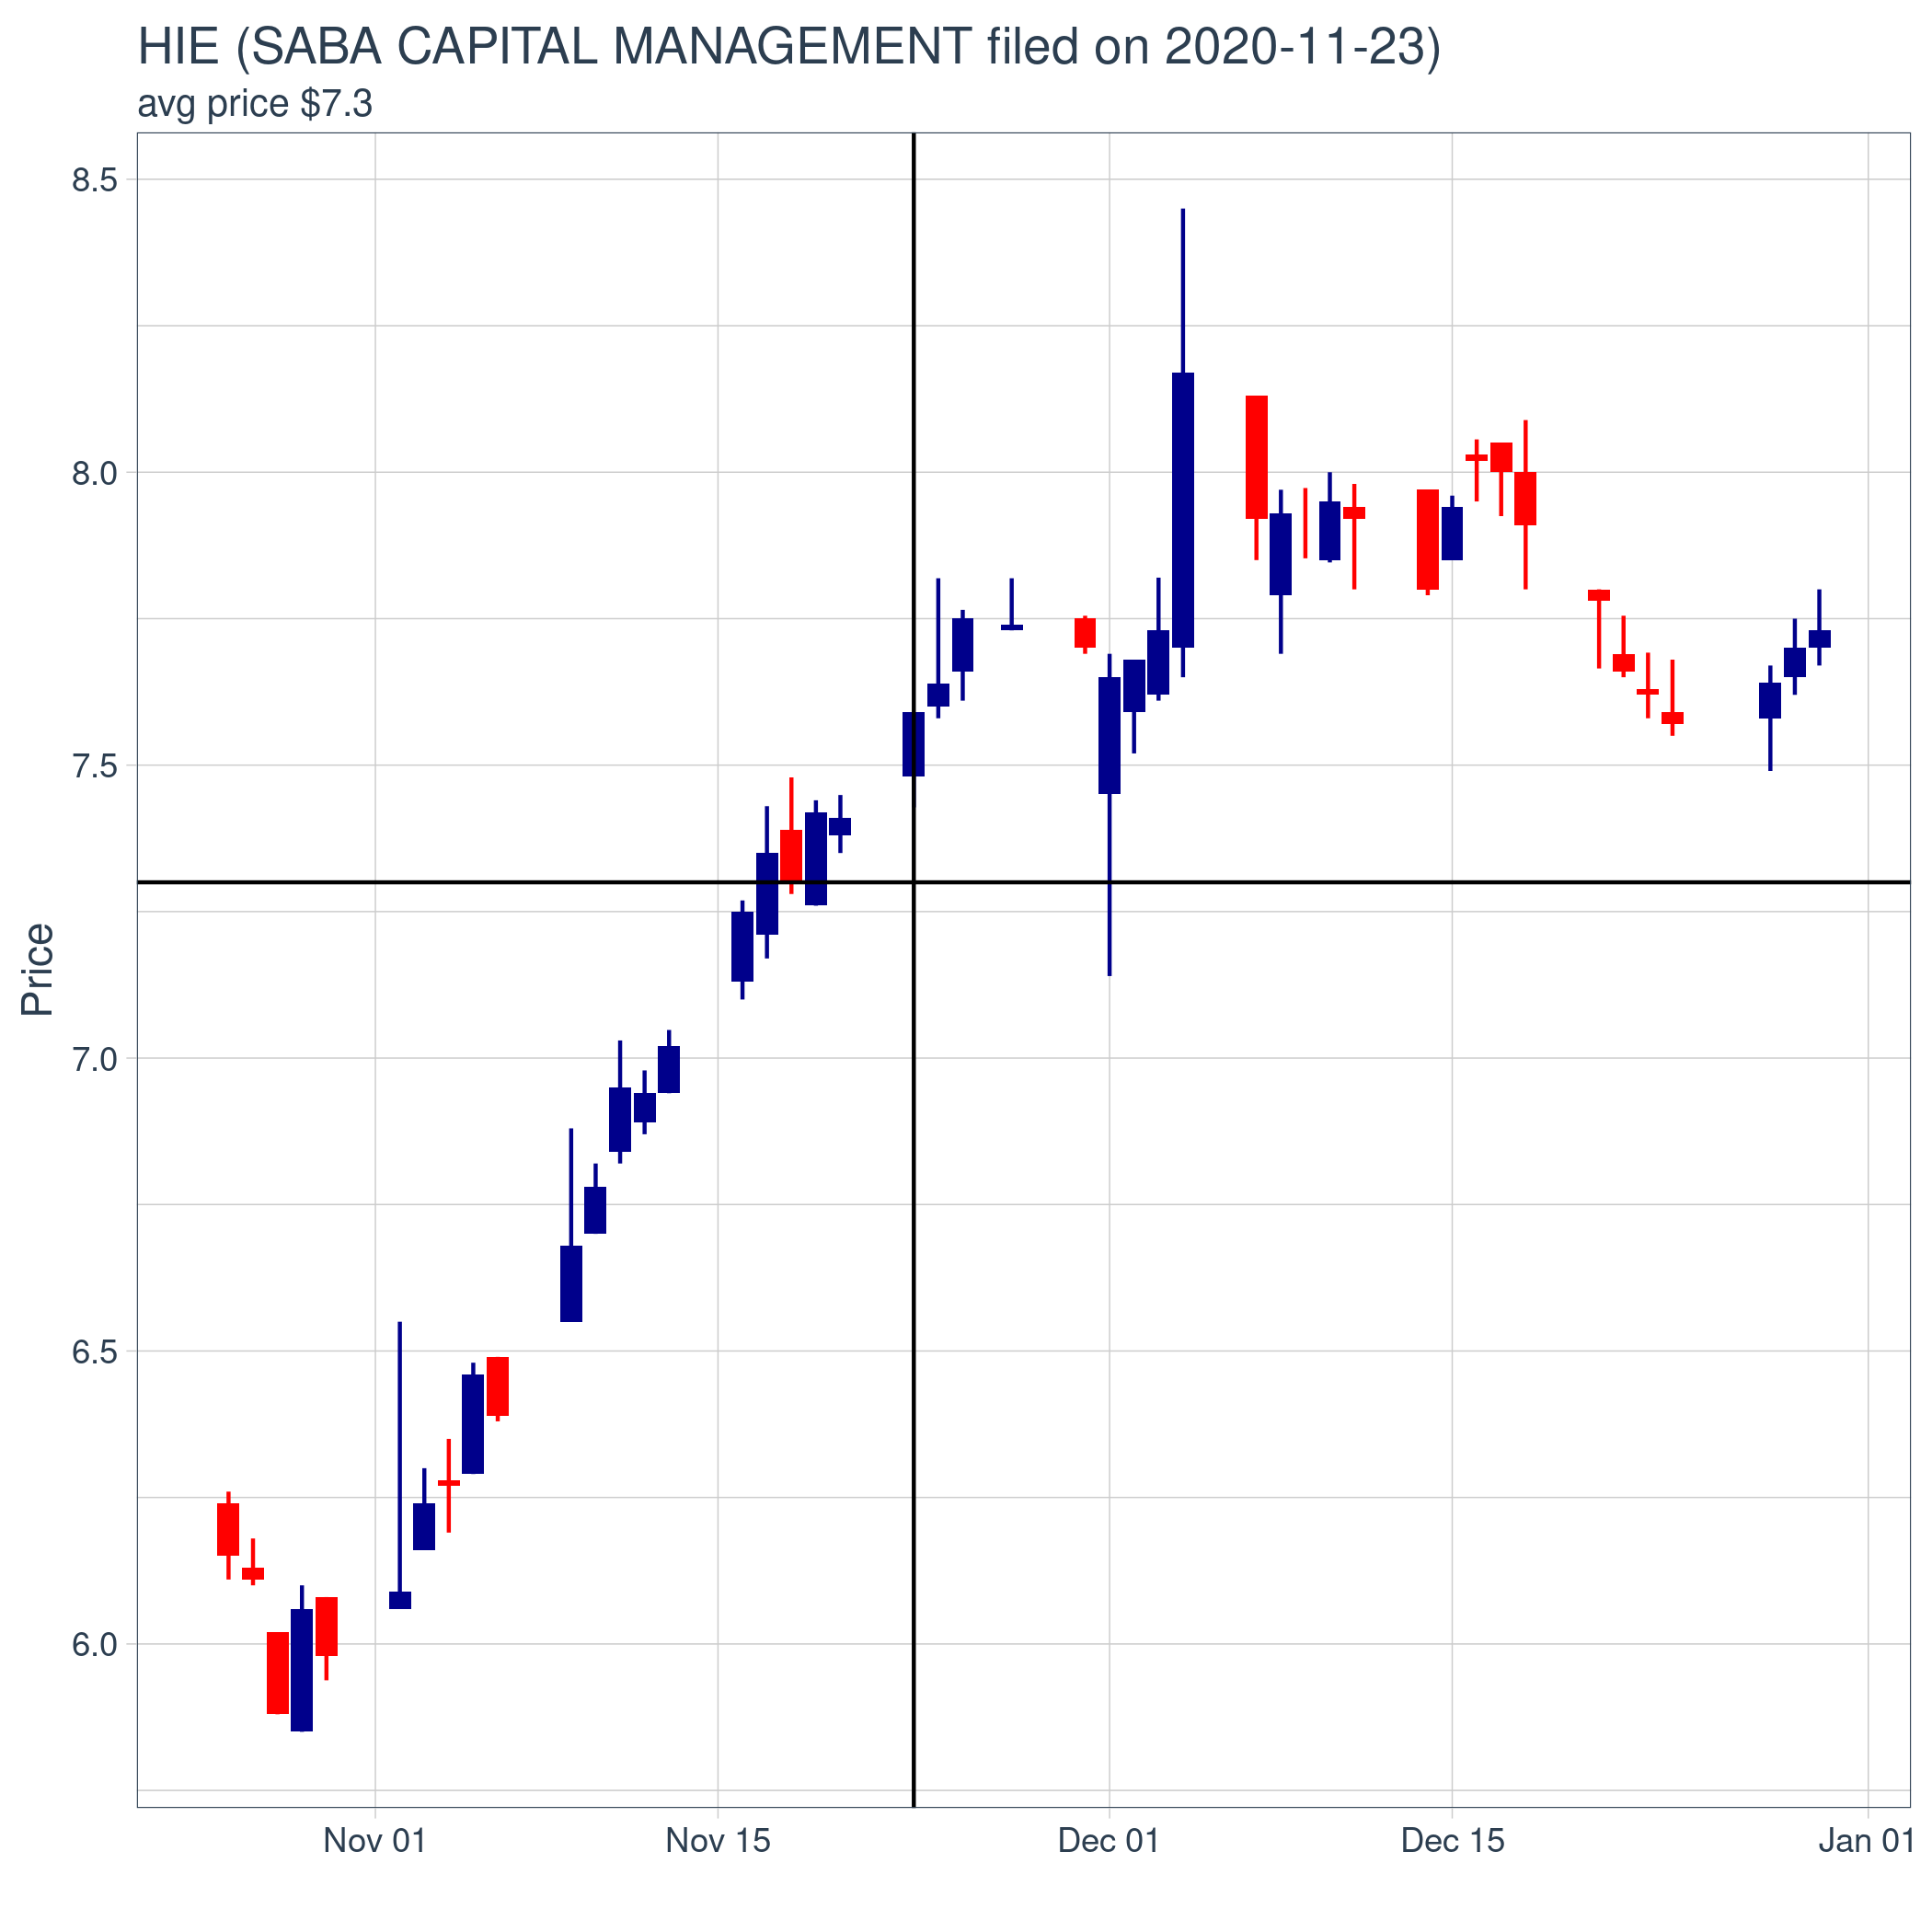 HIE (SABA CAPITAL MANAGEMENT filed on 2020-11-23)
avg price $7.3
8.5
8.0
7.5
7.0
6.5
6.0
Price
Nov 01 Nov 15 Dec 01 Dec 15 Jan 01